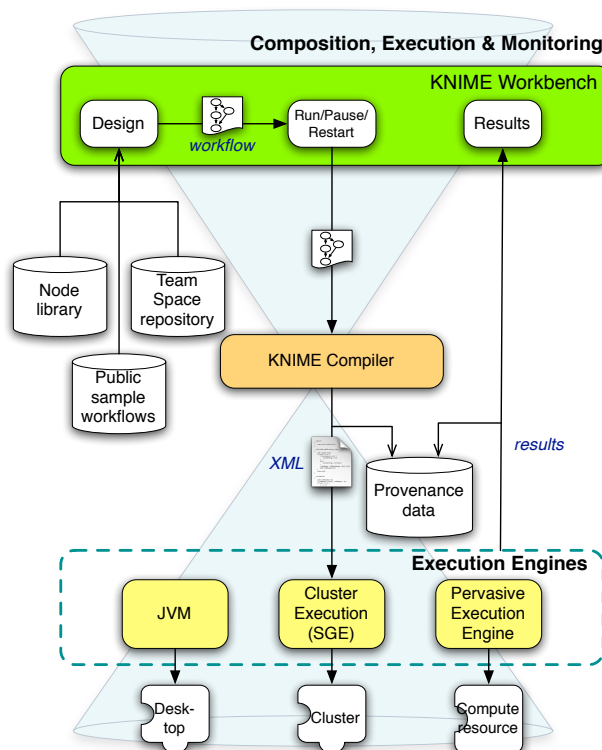 Composition, Execution & Monitoring
KNIME Workbench
Design
workflow
Run/Pause/
Restart
Results
Node
library
Team
Space
repository
Public
sample
workflows
KNIME Compiler
XML
results
Provenance
data
Execution Engines
JVM
Cluster
Execution
(SGE)
Pervasive
Execution
Engine
Desk-
top
Cluster
Compute
resource